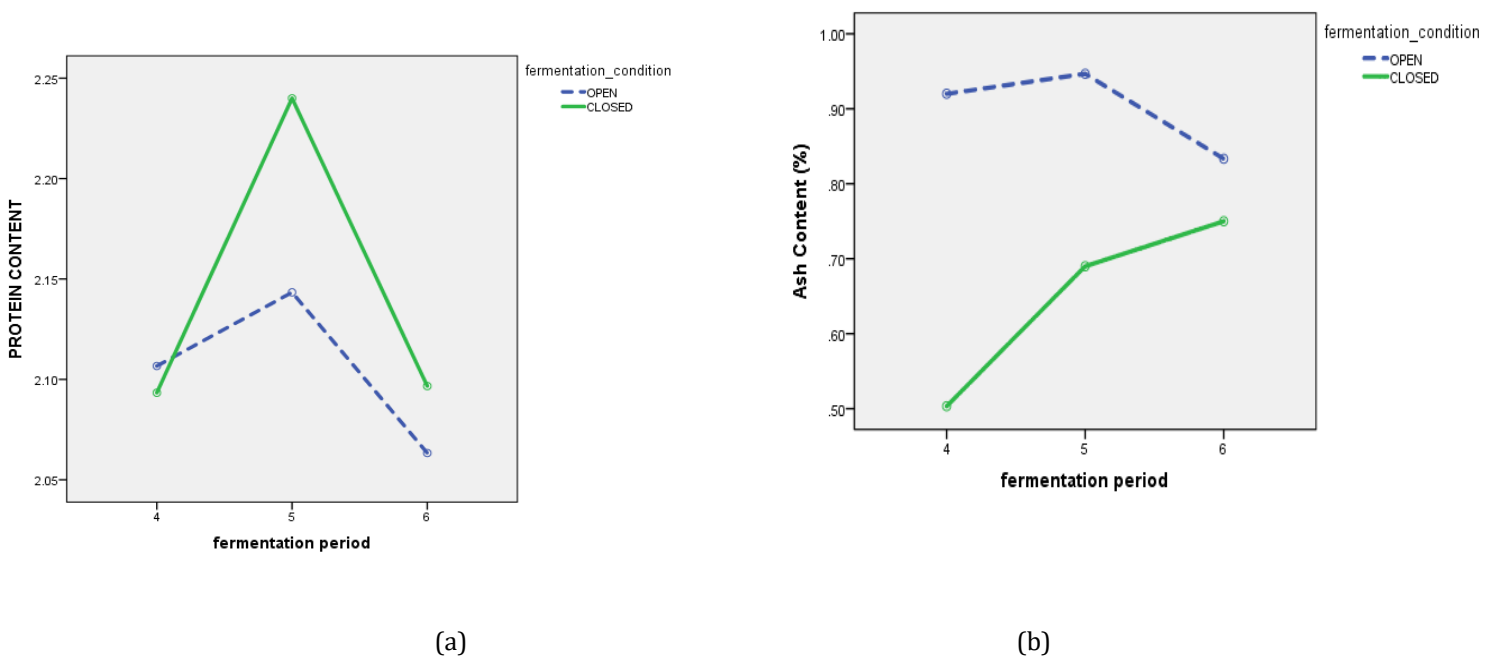 fermentation_condition
OPEN
CLOSED
PROTEIN CONTENT
2.25
2.20
2.15
2.10
2.05
4 5 6
fermentation period
(a)
fermentation_condition
OPEN
CLOSED
Ash Content (%)
1.00
.90
.80
.70
.60
.50
4 5 6
fermentation period
(b)